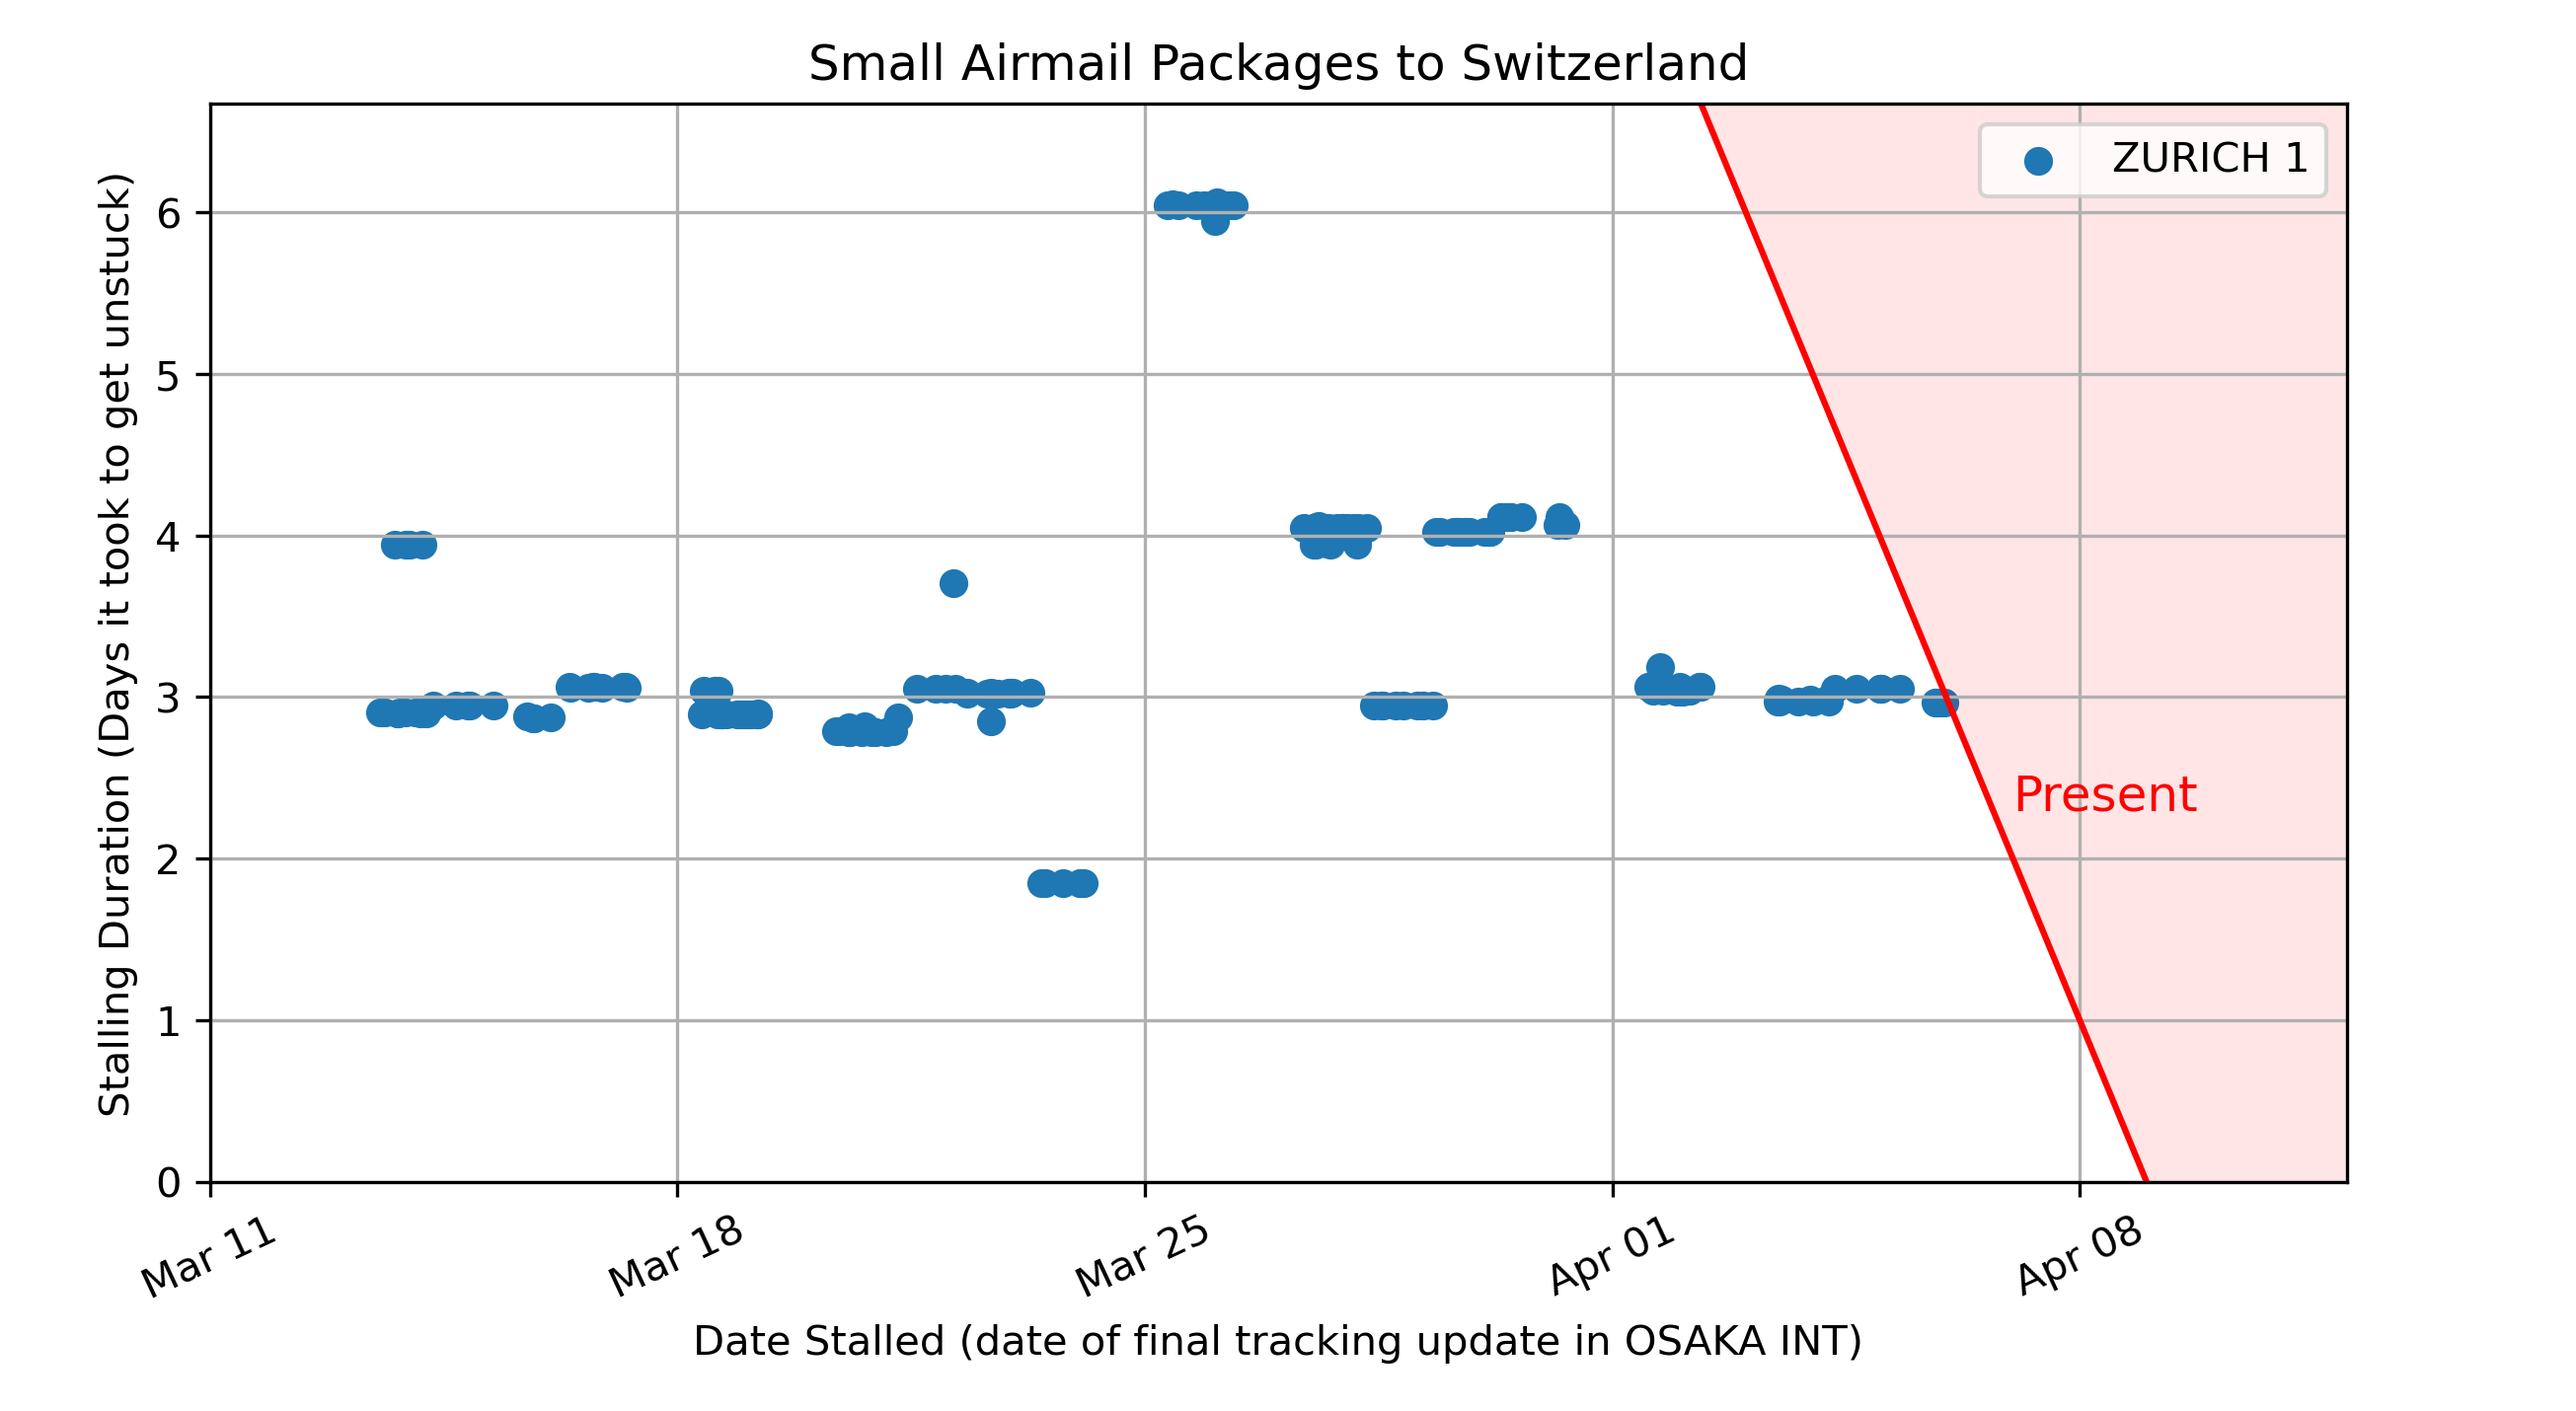 Small Airmail Packages to Switzerland
ZURICH 1
Stalling Duration (Days it took to get unstuck)
6
5
4
3
2
1
0
Present
Mar 11
Mar 18
Mar 25
Apr 01
Apr 08
Date Stalled (date of final tracking update in OSAKA INT)